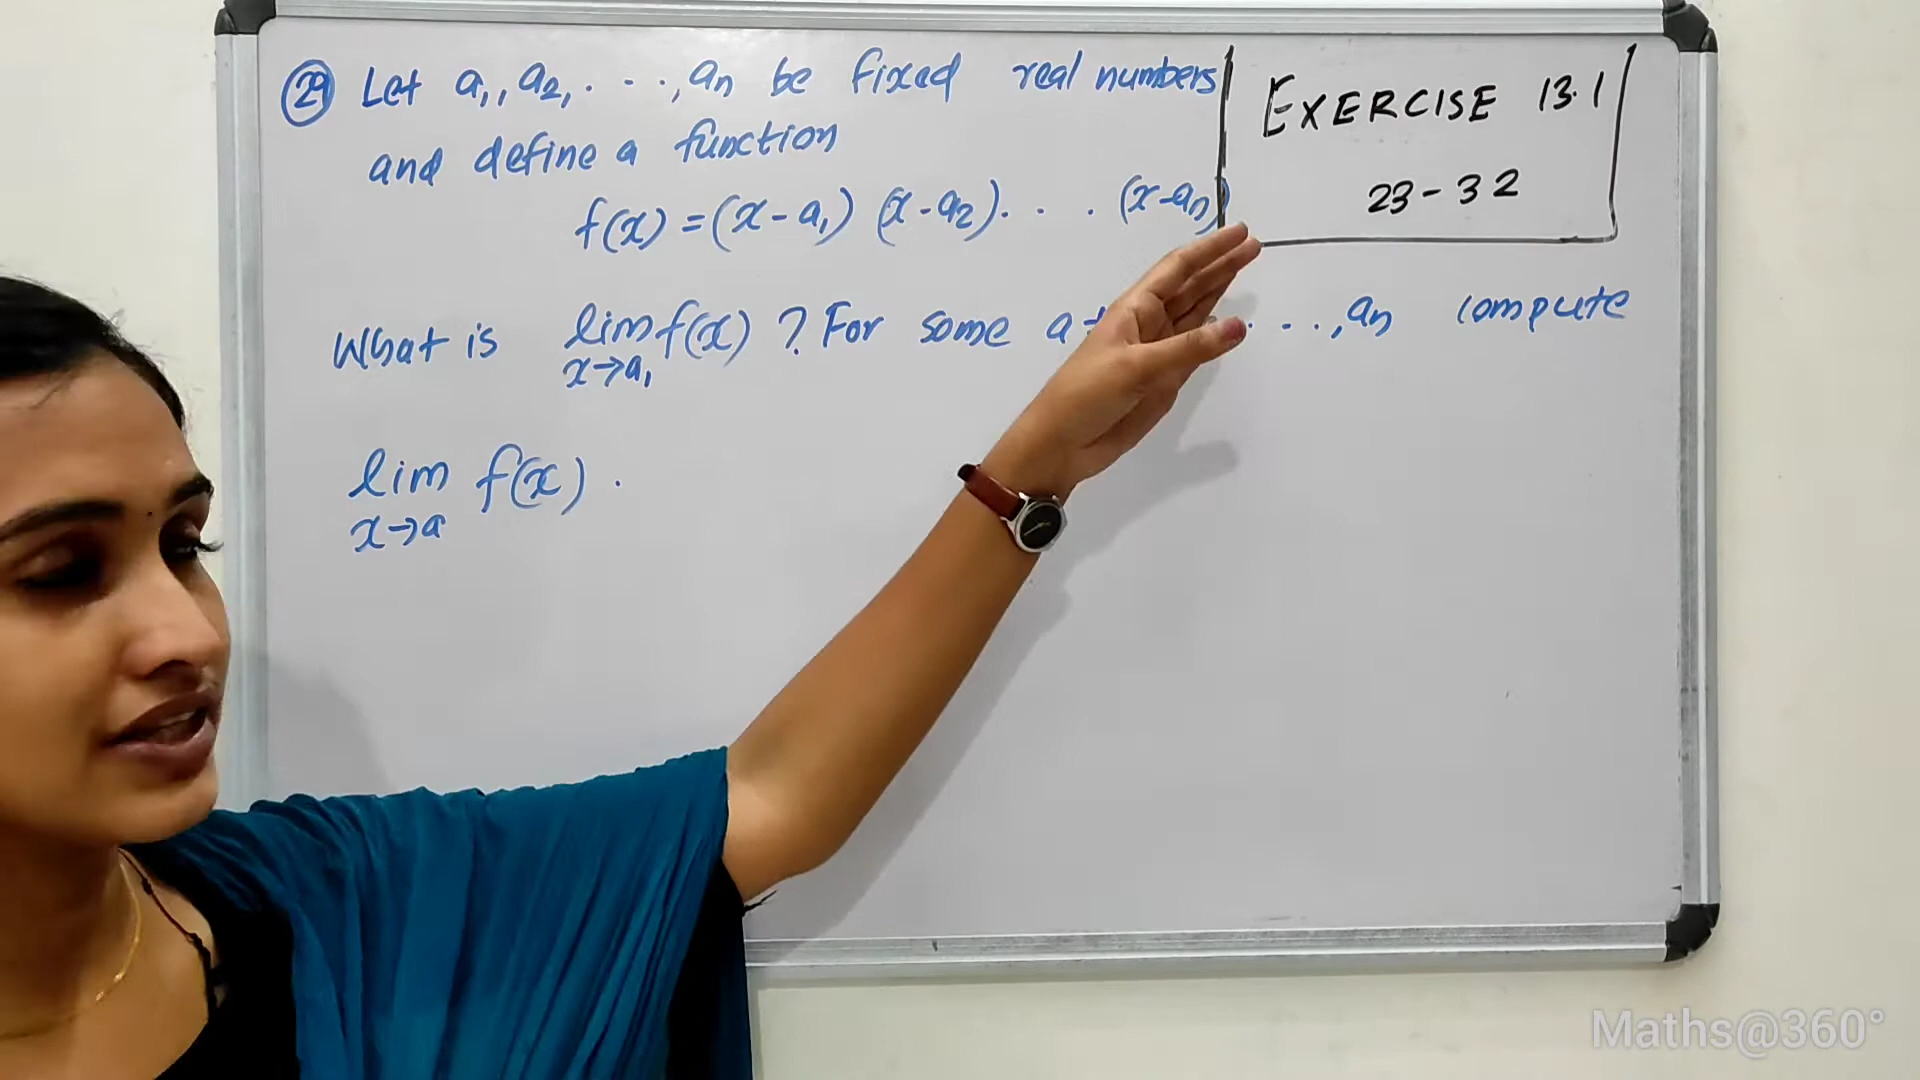 29 Let a₁, a₂, . . . ., aₙ be fixed real numbers
and define a function
f(x) = (x - a₁) (x - a₂). . . (x - aₙ)
EXERCISE 13.1
23 - 32
What is lim f(x) ? For some a . . ., aₙ compute
x→a₁
lim f(x) .
x→a
Maths@360°